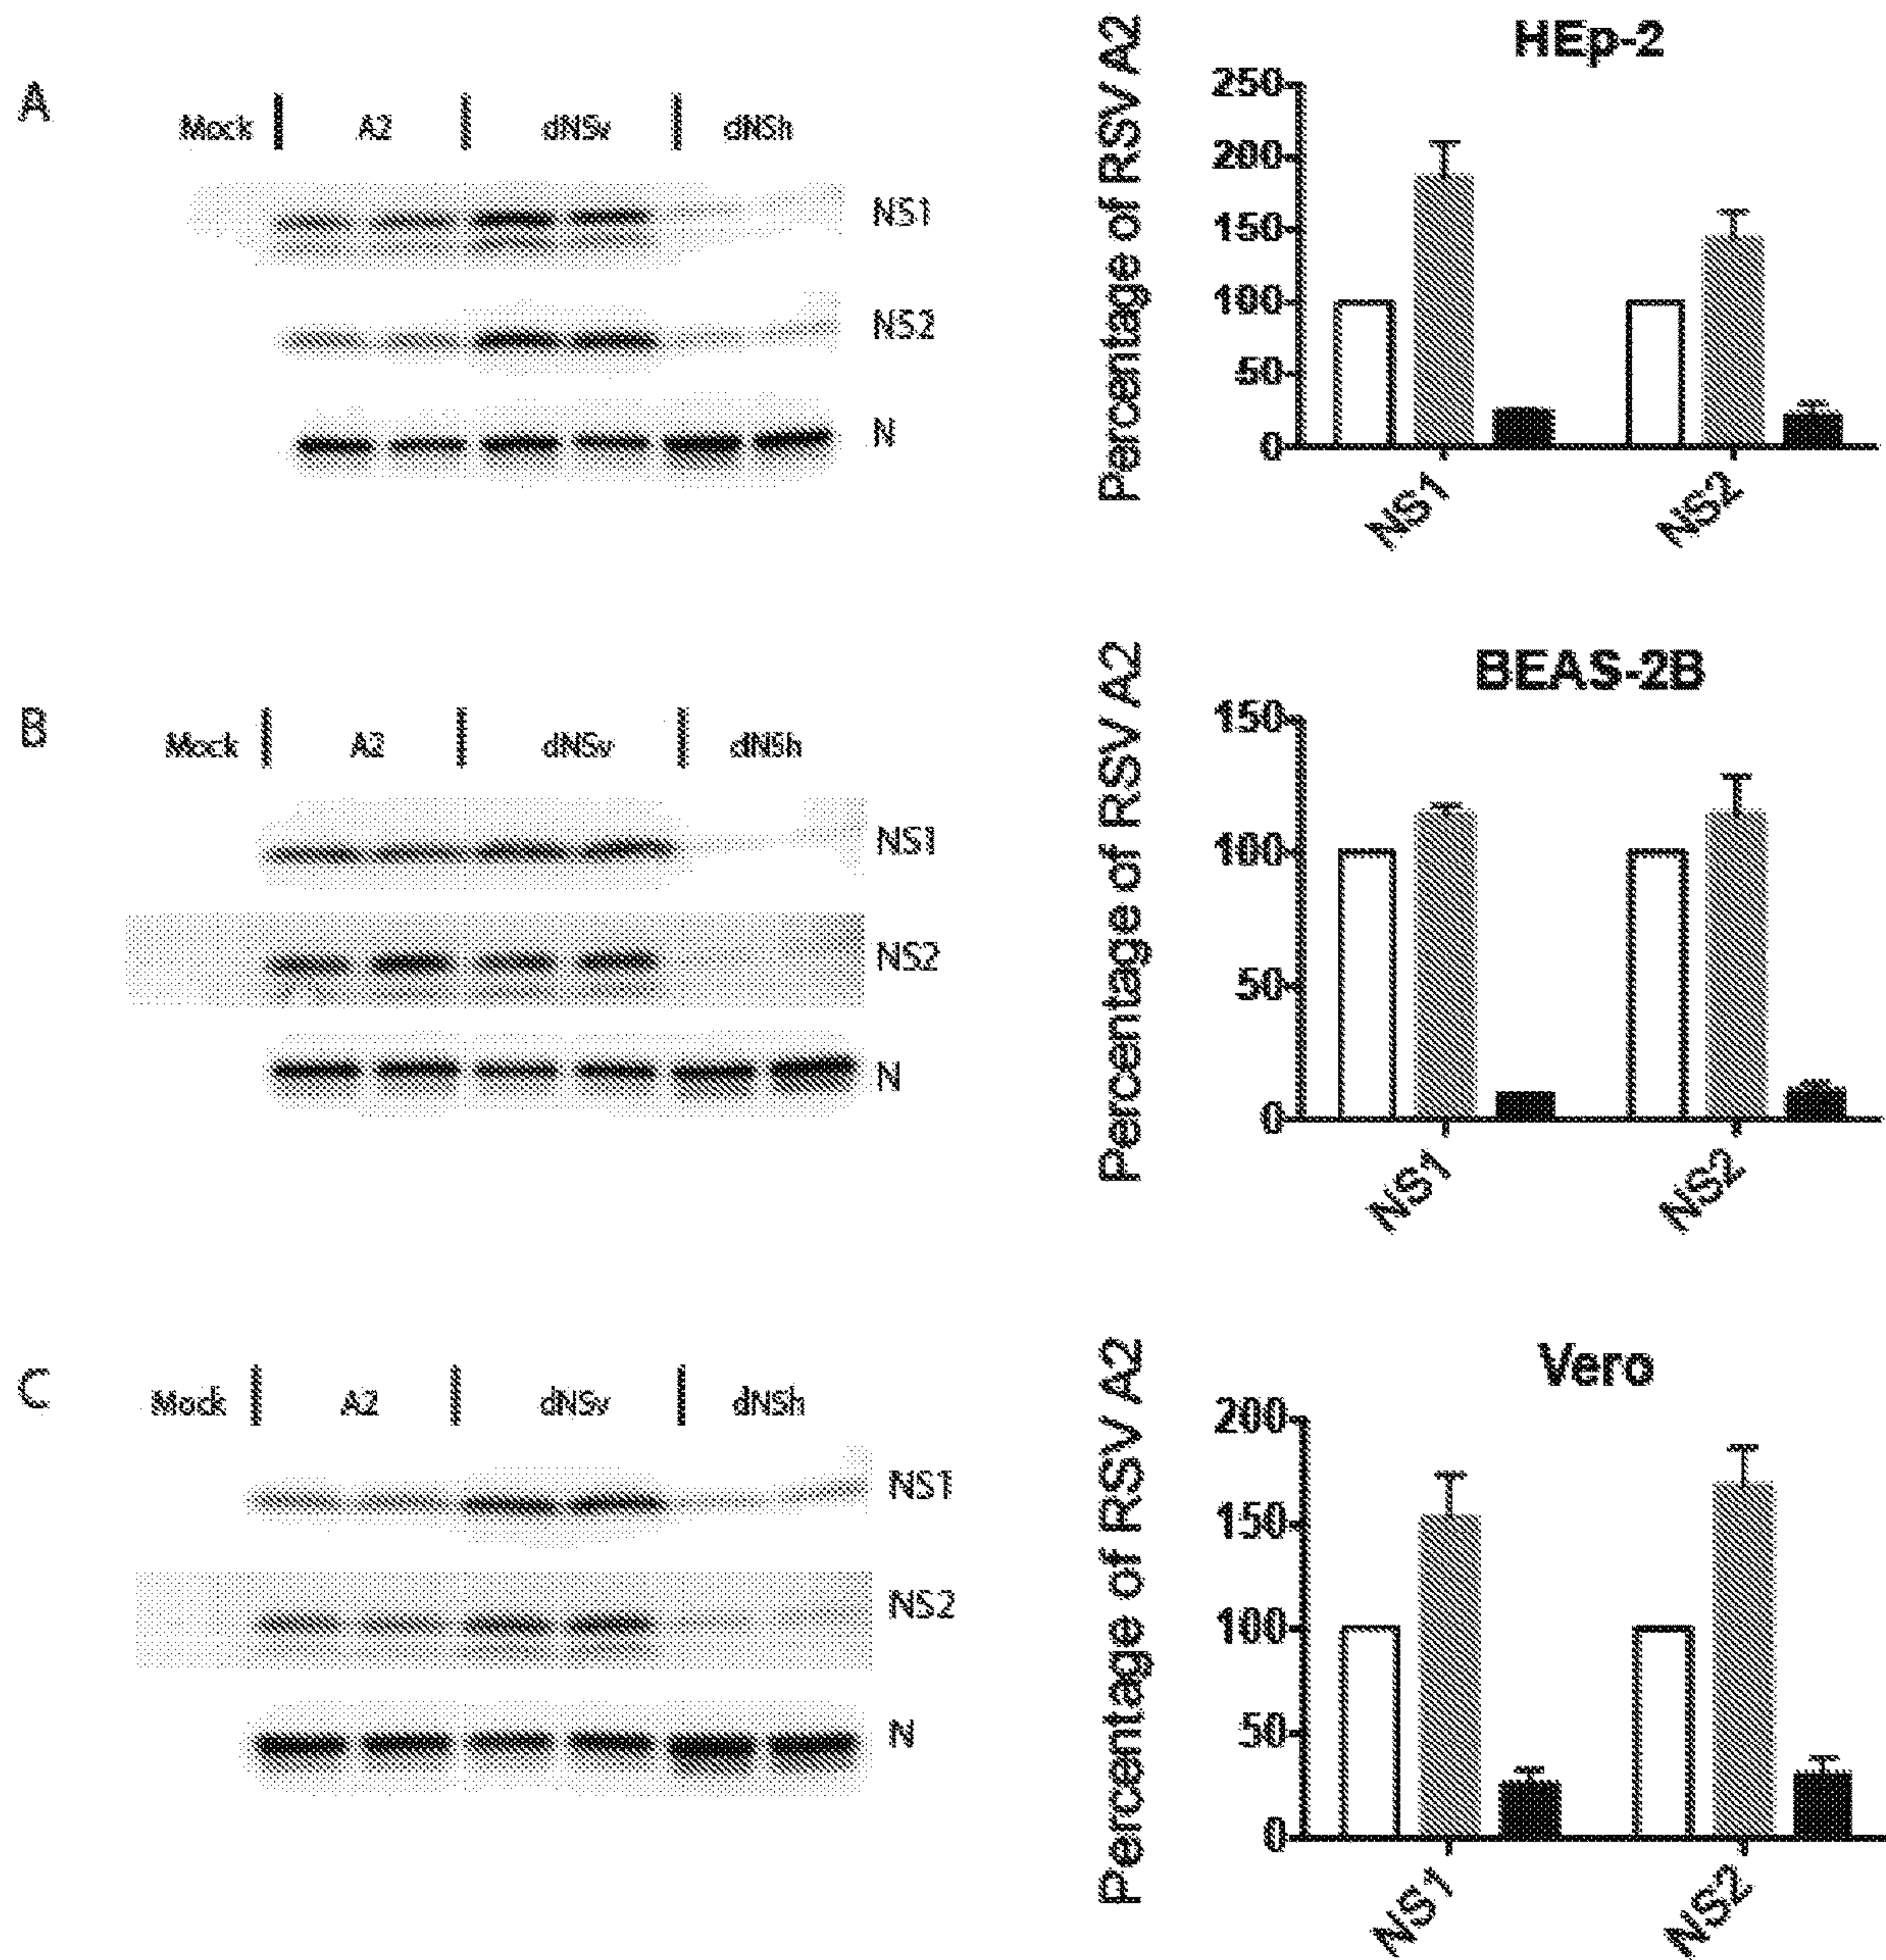 A
Mock | A2 | dNSv | dNSh
NS1
NS2
N
HEp-2
Percentage of RSV A2
250
200
150
100
50
0
NS1 NS2
B
Mock | A2 | dNSv | dNSh
NS1
NS2
N
BEAS-2B
Percentage of RSV A2
150
100
50
0
NS1 NS2
C
Mock | A2 | dNSv | dNSh
NS1
NS2
N
Vero
Percentage of RSV A2
200
150
100
50
0
NS1 NS2